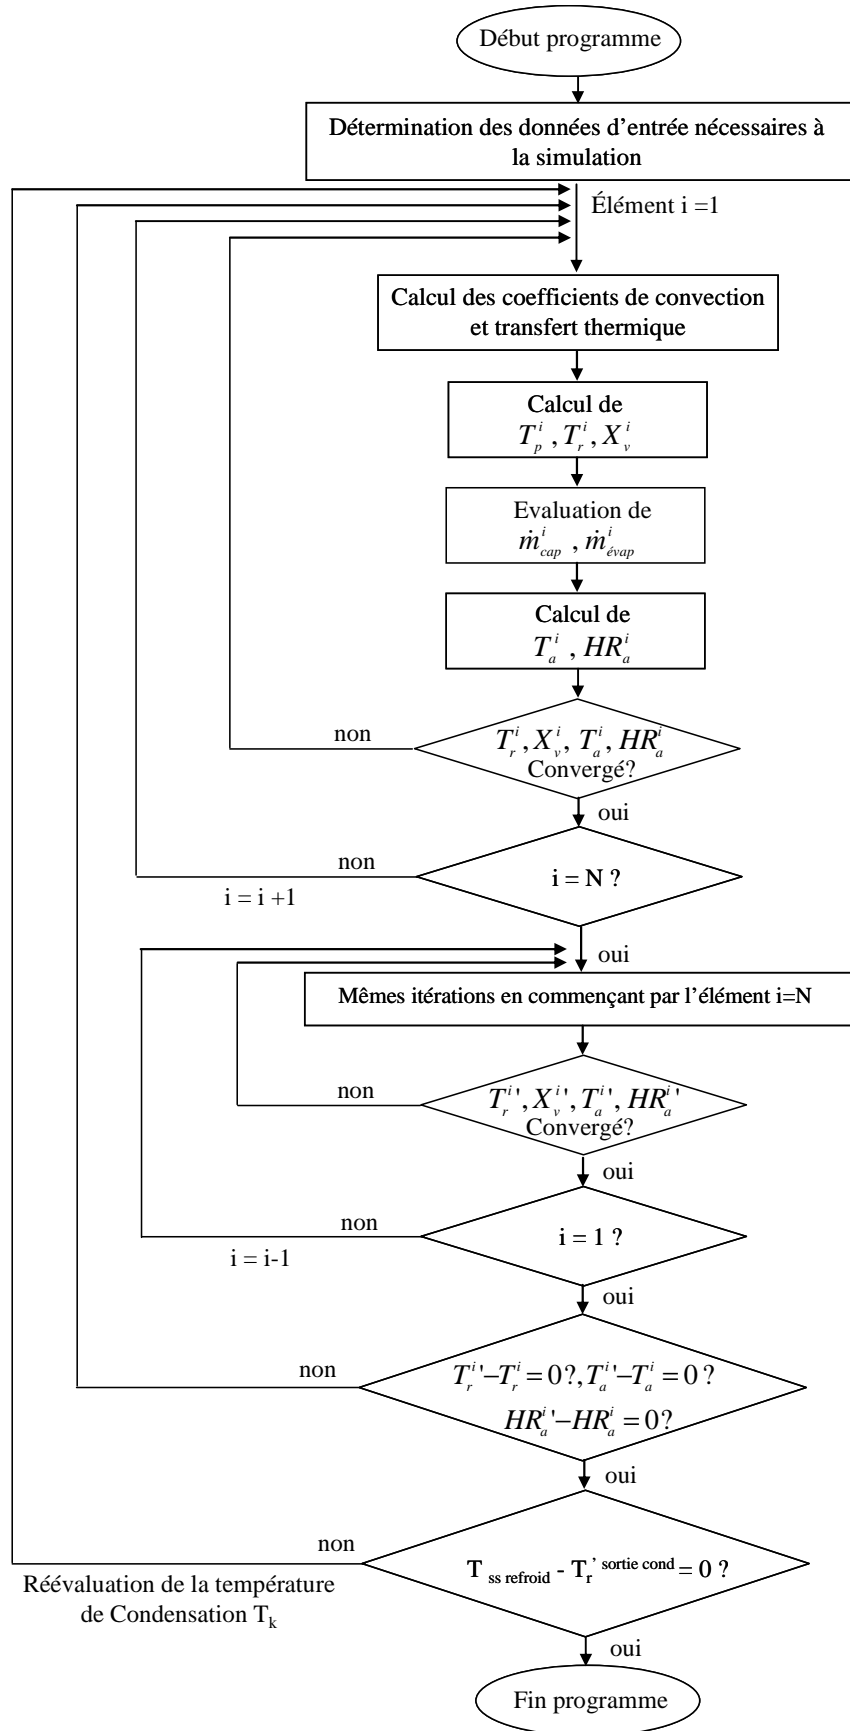 Début programme
Détermination des données d'entrée nécessaires à
la simulation
Élément i =1
Calcul des coefficients de convection
et transfert thermique
Calcul de
T_p^i , T_r^i , X_v^i
Evaluation de
ṁ_cap^i , ṁ_évap^i
Calcul de
T_a^i , HR_a^i
non
T_r^i , X_v^i, T_a^i, HR_a^i
Convergé?
oui
non
i = N ?
i = i +1
oui
Mêmes itérations en commençant par l'élément i=N
non
T_r^i', X_v^i', T_a^i', HR_a^i'
Convergé?
oui
non
i = 1 ?
i = i-1
oui
non
T_r^i'–T_r^i = 0?, T_a^i'–T_a^i = 0?
HR_a^i'–HR_a^i = 0?
oui
non
T ss refroid - T_r' sortie cond = 0 ?
Réévaluation de la température
de Condensation T_k
oui
Fin programme